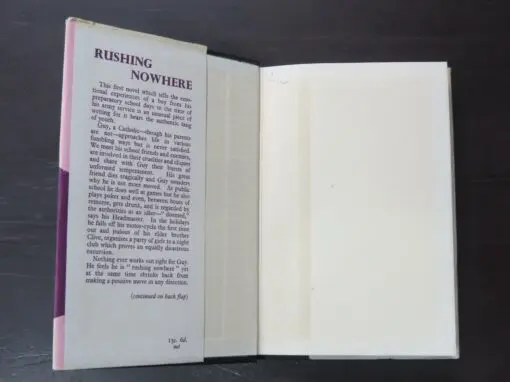 RUSHING
NOWHERE
This first novel which tells the emo-
tional experiences of a boy from his
preparatory school days to the time of
his army service is an unusual piece of
writing for it bears the authentic tang
of youth.
Guy, a Catholic—though his parents
are not—approaches life in various
fumbling ways but is never satisfied.
We meet his school friends and enemies,
are involved in their cruelties and cliques
and share with Guy their bursts of
unformed temperament. His great
friend dies tragically and Guy wonders
why he is not more moved. At public
school he does well at games but he also
plays poker and even, between bouts of
remorse, gets drunk, and is regarded by
the authorities as an idler—“doomed,”
says his Headmaster. In the holidays
he falls off his motor-cycle the first time
out and jealous of his elder brother
Clive, organizes a party of girls to a night
club which proves an equally disastrous
excursion.
Nothing ever works out right for Guy.
He feels he is “rushing nowhere” yet
at the same time shrinks back from
making a positive move in any direction.
(continued on back flap)
13s. 6d.
net